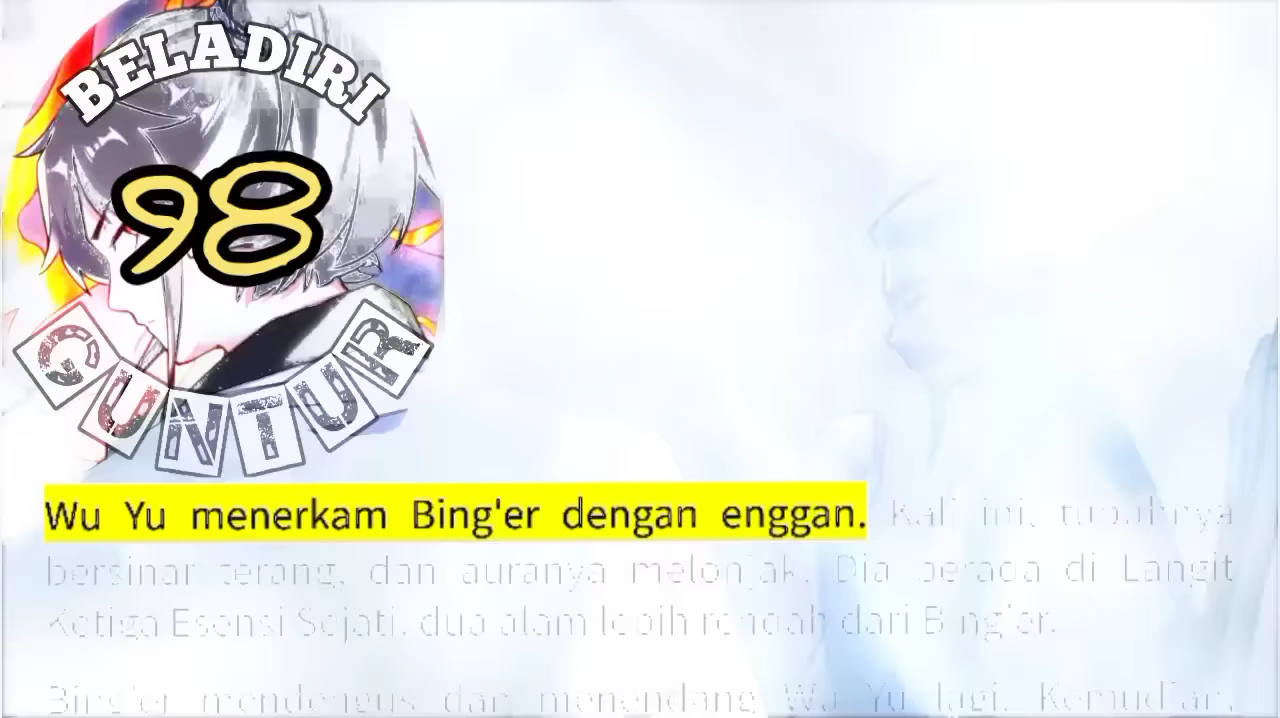 BELADIRI
98
GUNTUR
Wu Yu menerkam Bing'er dengan enggan. Kali ini, tubuhnya
bersinar terang, dan auranya melonjak. Dia berada di Langit
Ketiga Esensi Sejati, dua alam lebih rendah dari Bing'er.
Bing'er mendengus dan menendang Wu Yu lagi. Kemudian,